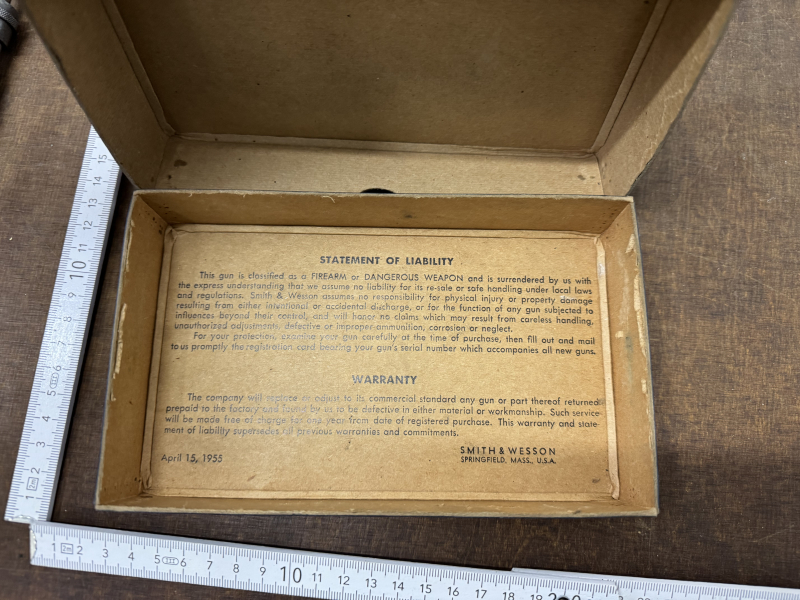 STATEMENT OF LIABILITY
This gun is classified as a FIREARM or DANGEROUS WEAPON and is surrendered by us with
the express understanding that we assume no liability for its re-sale or safe handling under local laws
and regulations. Smith & Wesson assumes no responsibility for physical injury or property damage
resulting from either intentional or accidental discharge, or for the function of any gun subjected to
influences beyond their control, and will honor no claims which may result from careless handling,
unauthorized adjustments, defective or improper ammunition, corrosion or neglect.
For your protection, examine your gun carefully at the time of purchase, then fill out and mail
to us promptly the registration card bearing your gun's serial number which accompanies all new guns.
WARRANTY
The company will replace or adjust to its commercial standard any gun or part thereof returned
prepaid to the factory and found by us to be defective in either material or workmanship. Such service
will be made free of charge for one year from date of registered purchase. This warranty and state-
ment of liability supersedes all previous warranties and commitments.
April 15, 1955
SMITH & WESSON
SPRINGFIELD, MASS., U.S.A.
1 2m 2 3 4 5 6 7 8 9 10 11 12 13 14 15
1 2m 2 3 4 5 6 7 8 9 10 11 12 13 14 15 16 17 18 19 20